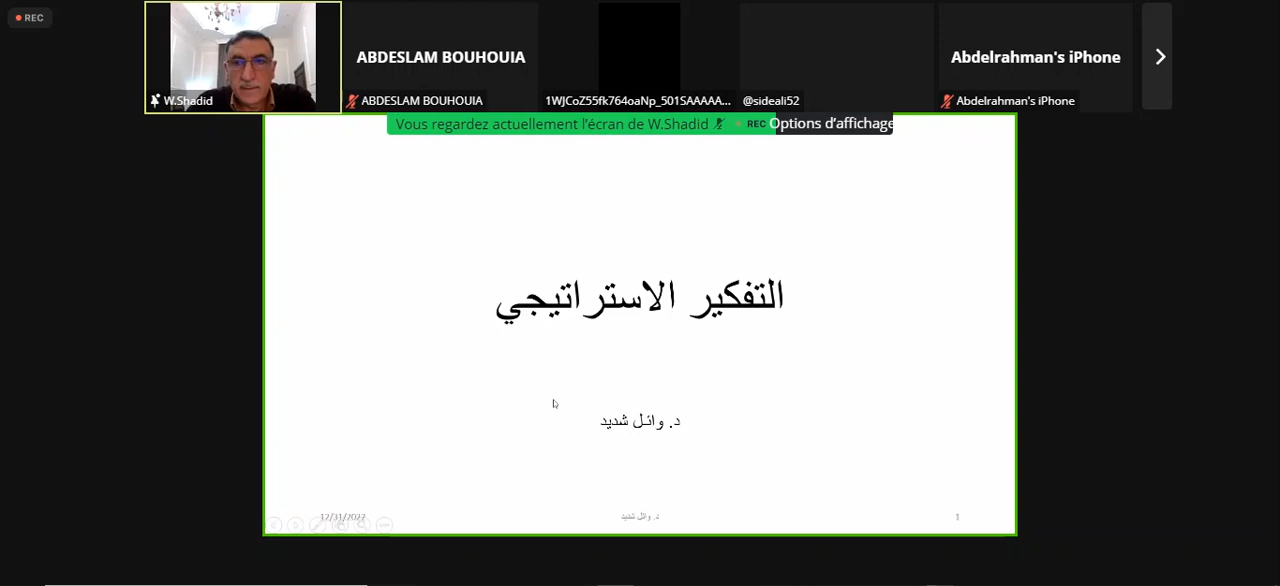 REC
ABDESLAM BOUHOUIA
Abdelrahman's iPhone
W.Shadid
ABDESLAM BOUHOUIA
1WJCoZ55fk764oaNp_501SAAAAA...
@sideali52
Abdelrahman's iPhone
Vous regardez actuellement l'écran de W.Shadid
REC
Options d'affichage
التفكير الاستراتيجي
د. وائل شديد
12/31/2022
د. وائل شديد
1